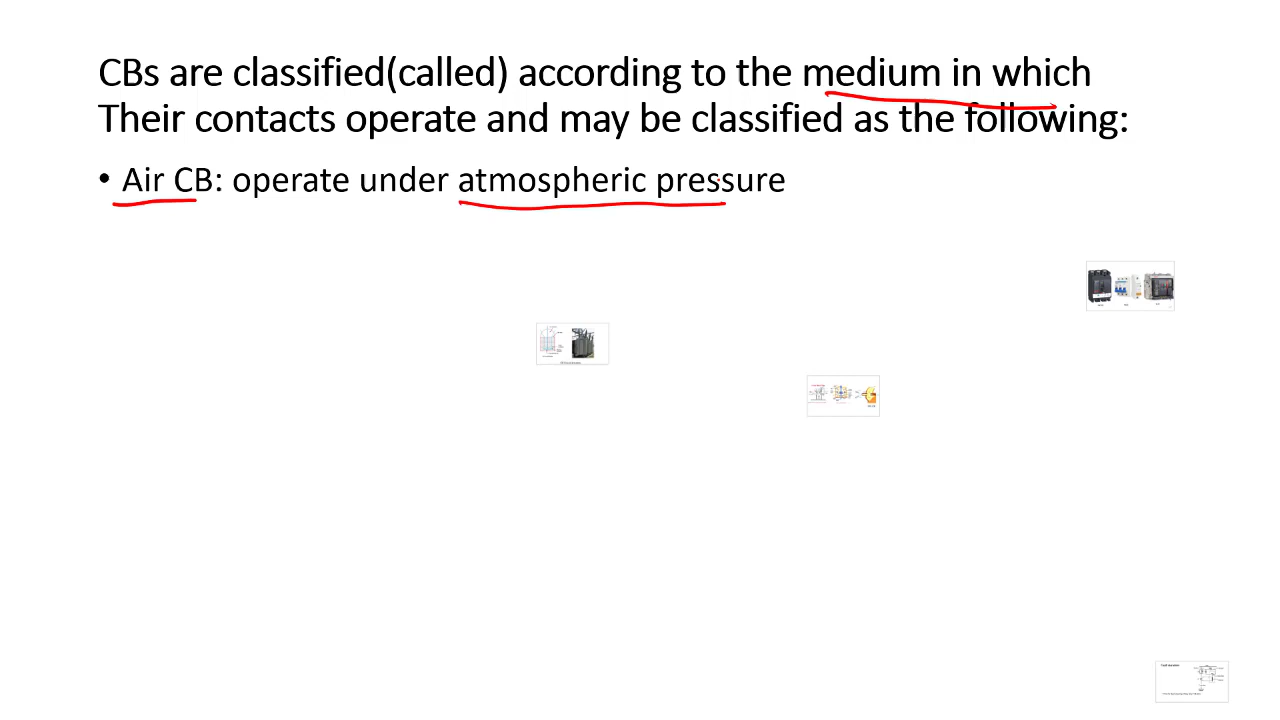 CBs are classified(called) according to the medium in which
Their contacts operate and may be classified as the following:
• Air CB: operate under atmospheric pressure